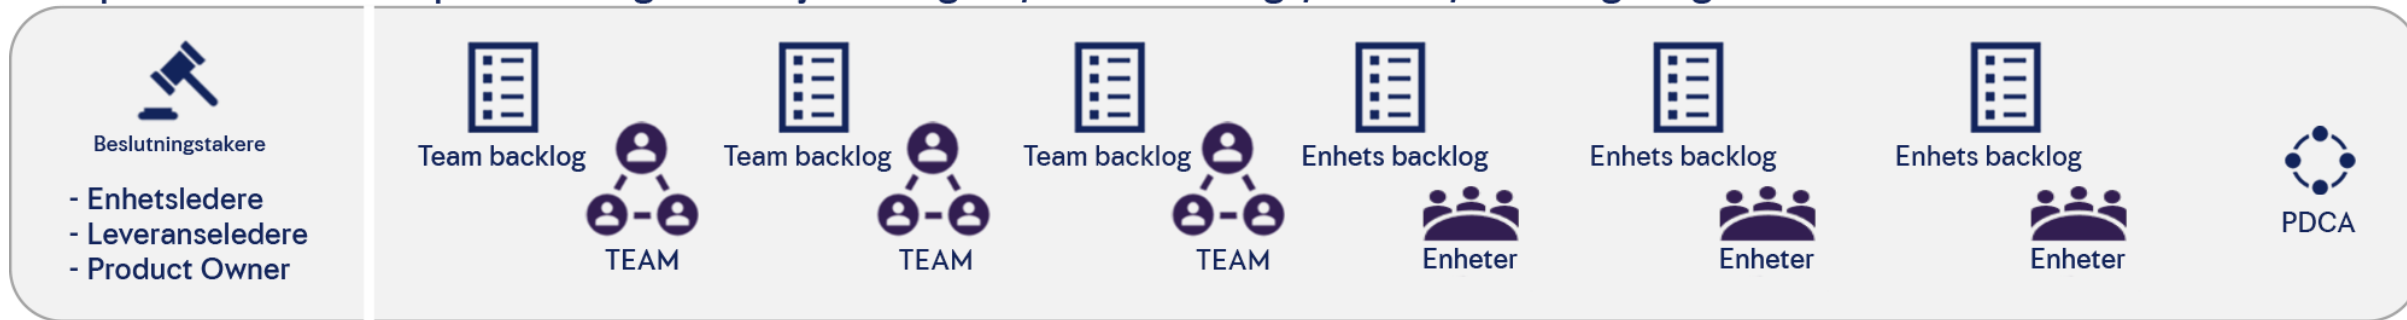 Beslutningstakere
- Enhetsledere
- Leveranseledere
- Product Owner
Team backlog
TEAM
Team backlog
TEAM
Team backlog
TEAM
Enhets backlog
Enheter
Enhets backlog
Enheter
Enhets backlog
Enheter
PDCA